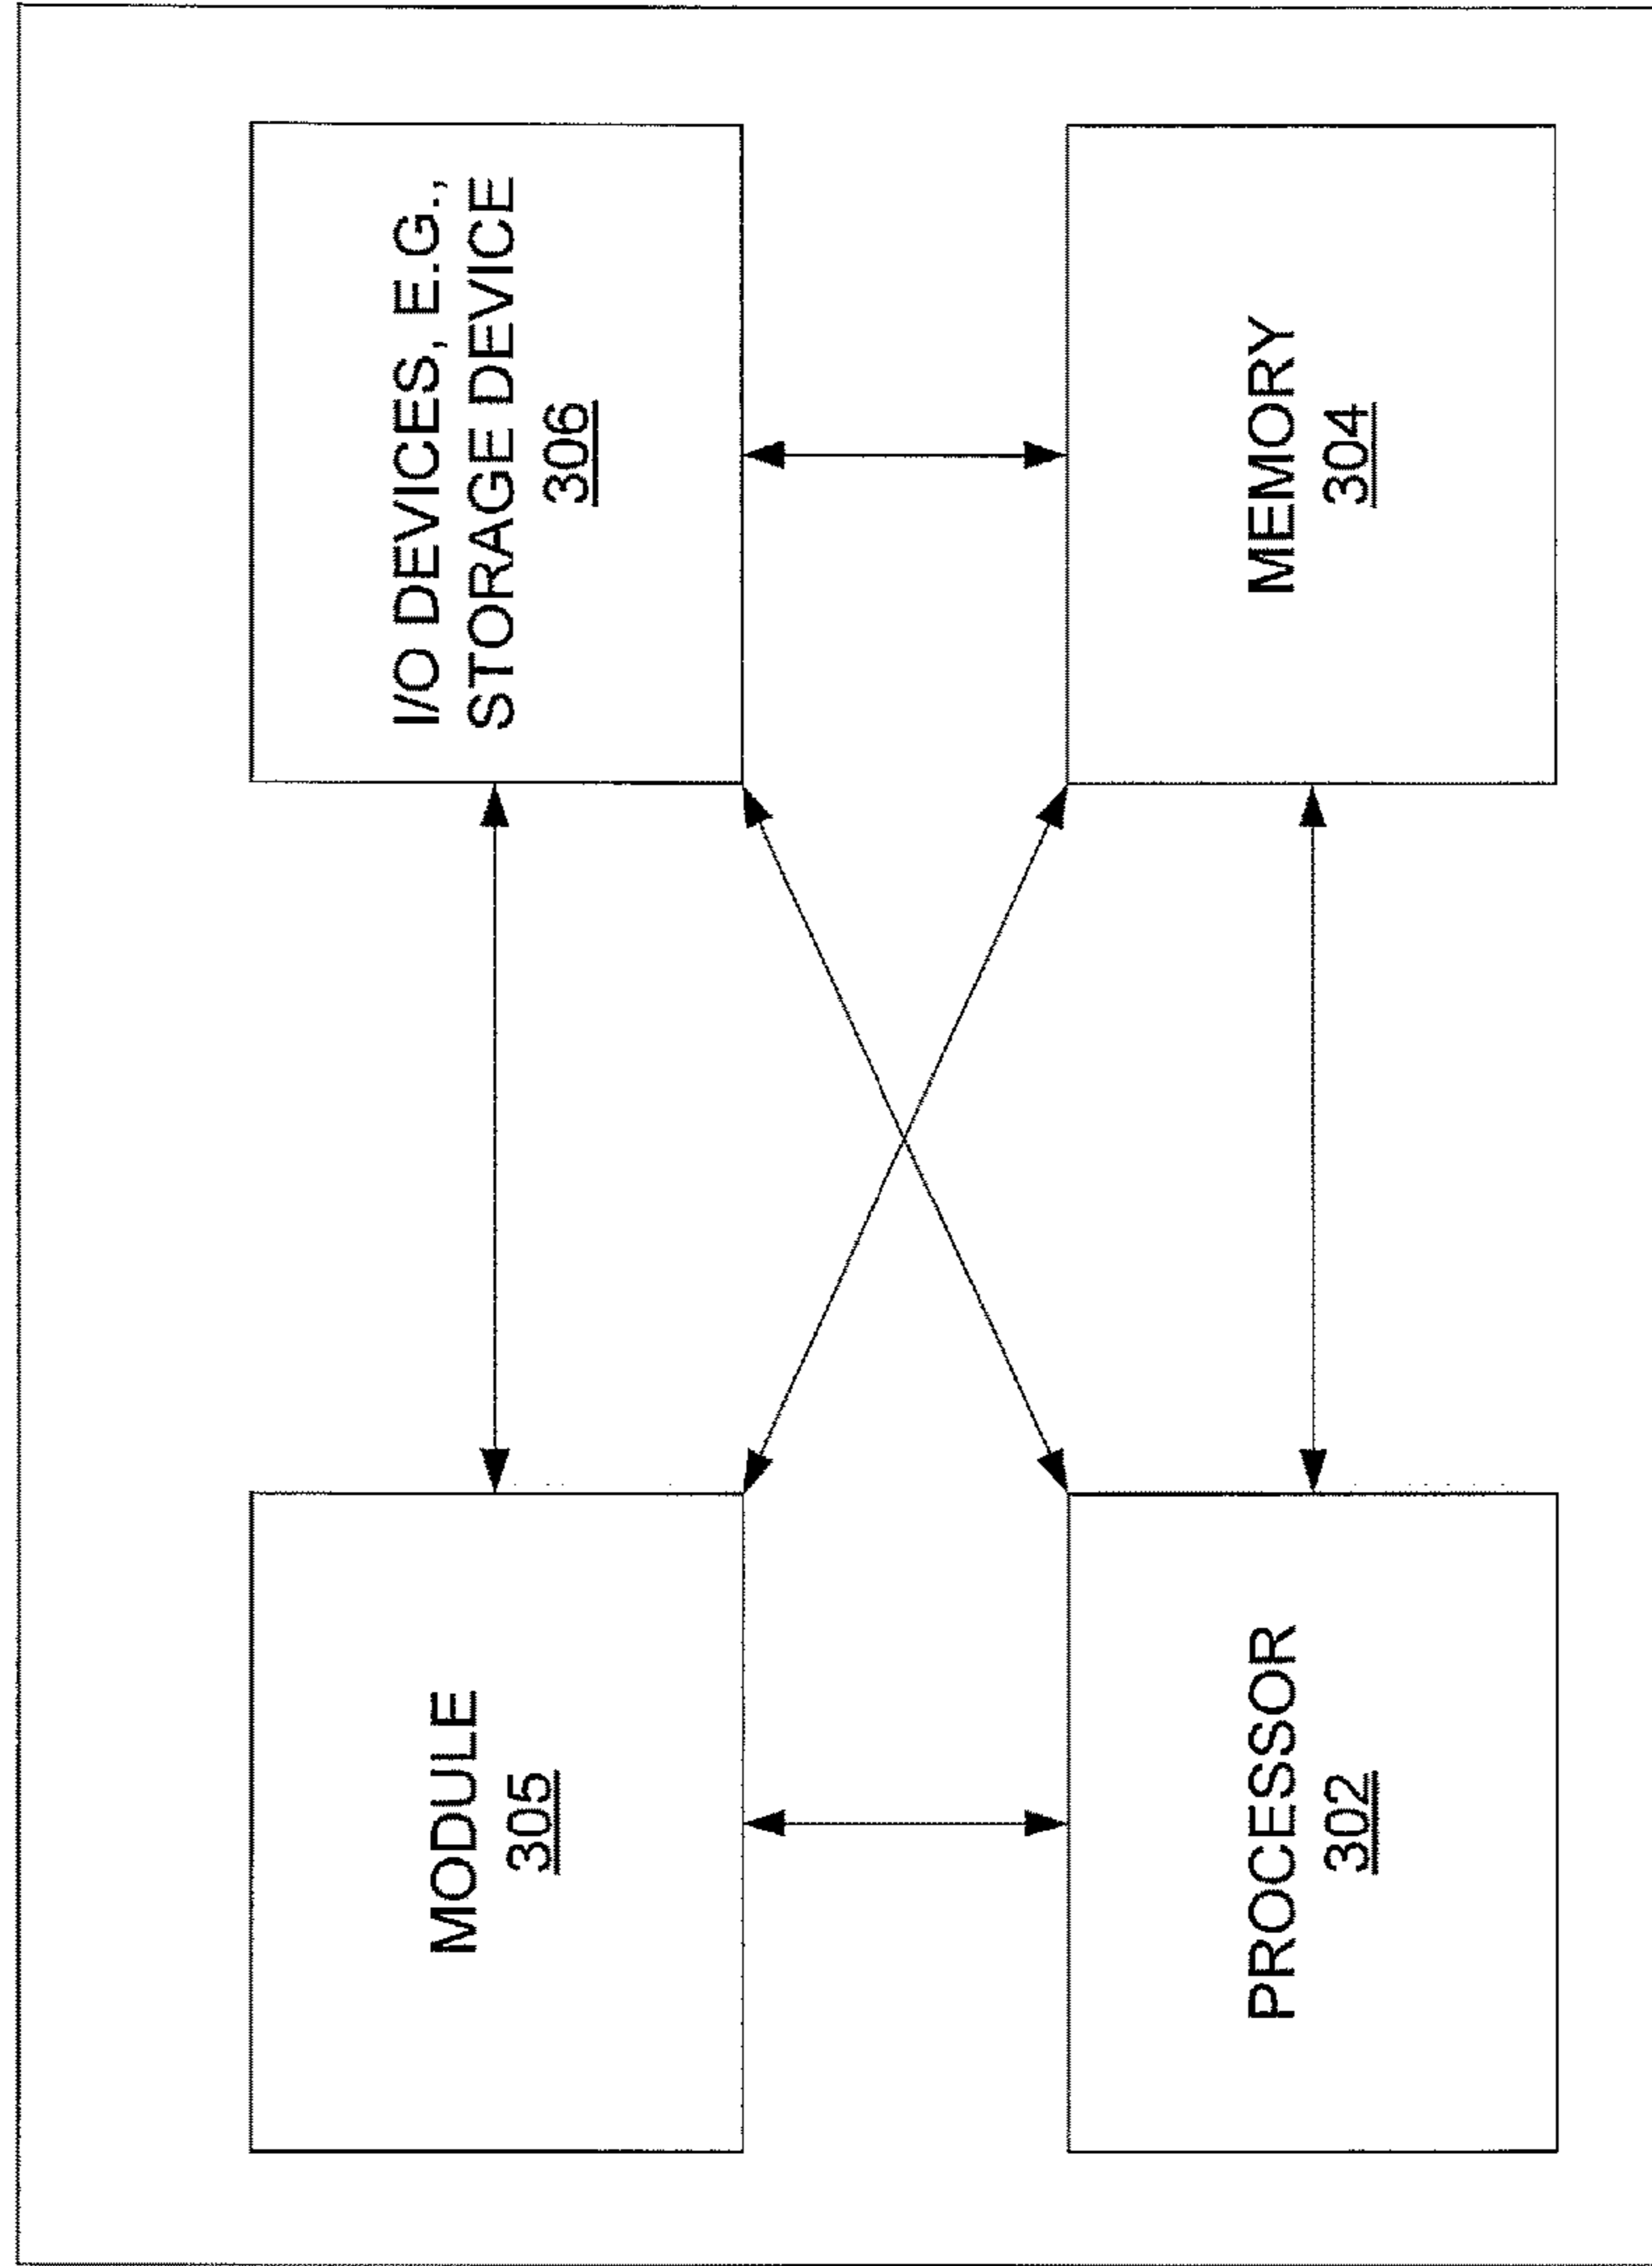 MODULE
305
I/O DEVICES, E.G.,
STORAGE DEVICE
306
PROCESSOR
302
MEMORY
304